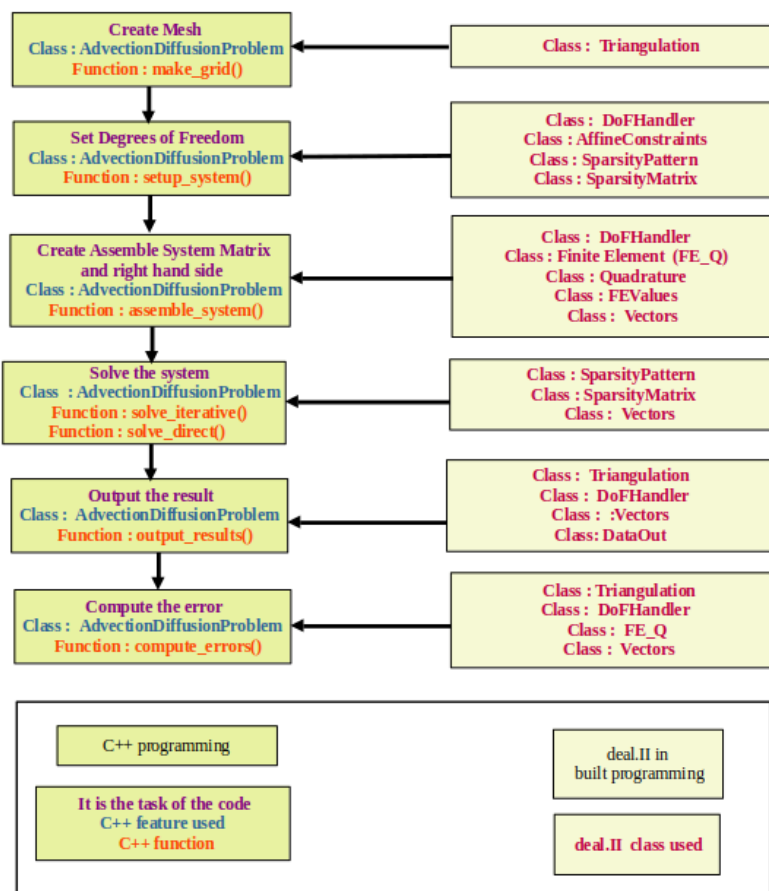 Create Mesh
Class : AdvectionDiffusionProblem
Function : make_grid()
Class : Triangulation
Set Degrees of Freedom
Class : AdvectionDiffusionProblem
Function : setup_system()
Class : DoFHandler
Class : AffineConstraints
Class : SparsityPattern
Class : SparsityMatrix
Create Assemble System Matrix
and right hand side
Class : AdvectionDiffusionProblem
Function : assemble_system()
Class : DoFHandler
Class : Finite Element (FE_Q)
Class : Quadrature
Class : FEValues
Class : Vectors
Solve the system
Class : AdvectionDiffusionProblem
Function : solve_iterative()
Function : solve_direct()
Class : SparsityPattern
Class : SparsityMatrix
Class : Vectors
Output the result
Class : AdvectionDiffusionProblem
Function : output_results()
Class : Triangulation
Class : DoFHandler
Class : :Vectors
Class: DataOut
Compute the error
Class : AdvectionDiffusionProblem
Function : compute_errors()
Class : Triangulation
Class : DoFHandler
Class : FE_Q
Class : Vectors
C++ programming
deal.II in
built programming
It is the task of the code
C++ feature used
C++ function
deal.II class used